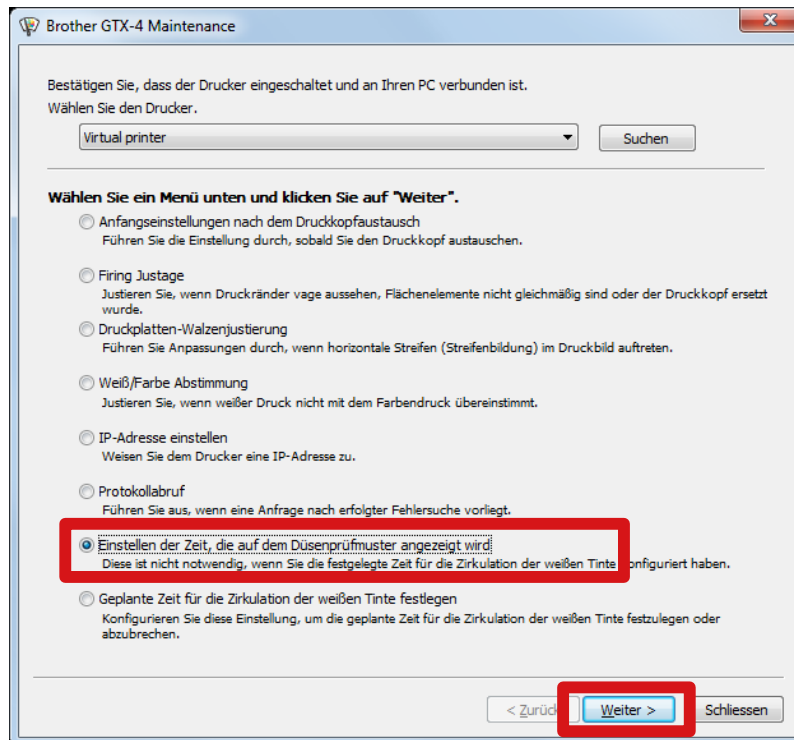 Brother GTX-4 Maintenance
Bestätigen Sie, dass der Drucker eingeschaltet und an Ihren PC verbunden ist.
Wählen Sie den Drucker.
Virtual printer
Suchen
Wählen Sie ein Menü unten und klicken Sie auf "Weiter".
Anfangseinstellungen nach dem Druckkopfaustausch
Führen Sie die Einstellung durch, sobald Sie den Druckkopf austauschen.
Firing Justage
Justieren Sie, wenn Druckränder vage aussehen, Flächenelemente nicht gleichmäßig sind oder der Druckkopf ersetzt
wurde.
Druckplatten-Walzenjustierung
Führen Sie Anpassungen durch, wenn horizontale Streifen (Streifenbildung) im Druckbild auftreten.
Weiß/Farbe Abstimmung
Justieren Sie, wenn weißer Druck nicht mit dem Farbendruck übereinstimmt.
IP-Adresse einstellen
Weisen Sie dem Drucker eine IP-Adresse zu.
Protokollabruf
Führen Sie aus, wenn eine Anfrage nach erfolgter Fehlersuche vorliegt.
Einstellen der Zeit, die auf dem Düsenprüfmuster angezeigt wird
Diese ist nicht notwendig, wenn Sie die festgelegte Zeit für die Zirkulation der weißen Tinte konfiguriert haben.
Geplante Zeit für die Zirkulation der weißen Tinte festlegen
Konfigurieren Sie diese Einstellung, um die geplante Zeit für die Zirkulation der weißen Tinte festzulegen oder
abzubrechen.
< Zurück
Weiter >
Schliessen